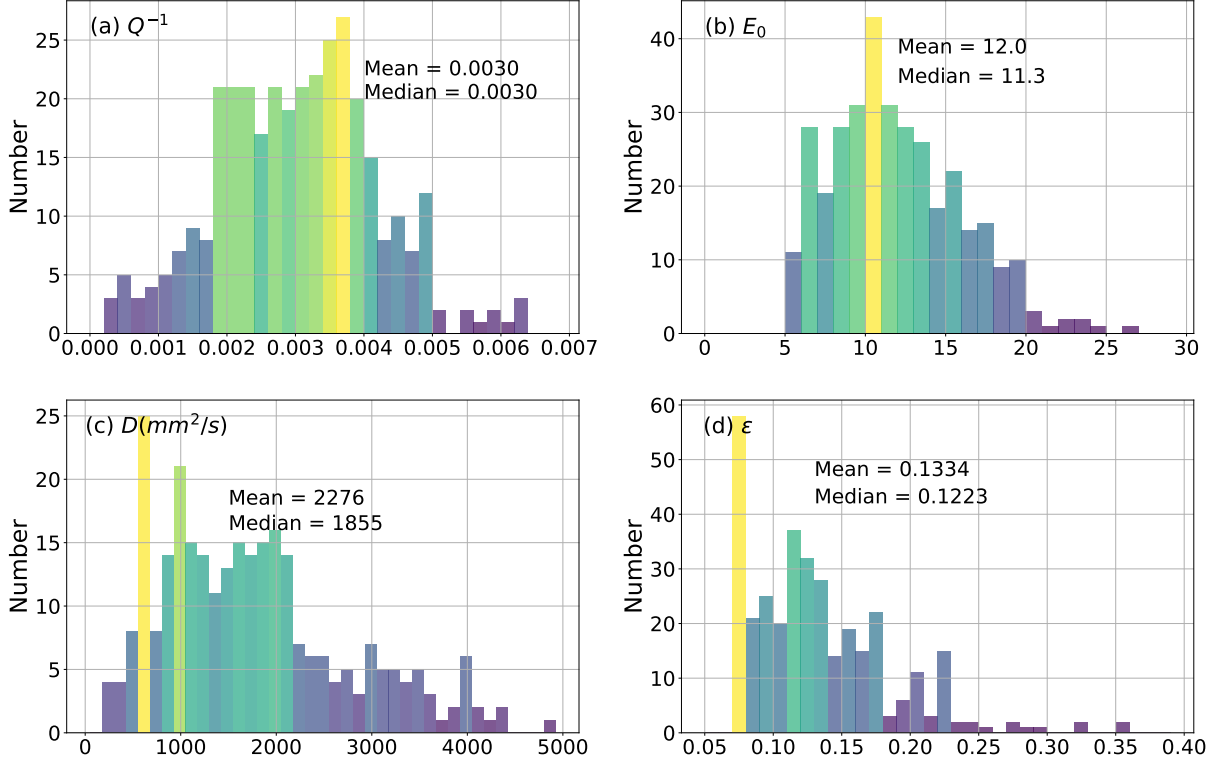 (a) Q⁻¹
Mean = 0.0030
Median = 0.0030
Number
25
20
15
10
5
0
0.000 0.001 0.002 0.003 0.004 0.005 0.006 0.007
(b) E₀
Mean = 12.0
Median = 11.3
Number
40
30
20
10
0
0 5 10 15 20 25 30
(c) D(mm²/s)
Mean = 2276
Median = 1855
Number
25
20
15
10
5
0
0 1000 2000 3000 4000 5000
(d) ε
Mean = 0.1334
Median = 0.1223
Number
60
50
40
30
20
10
0
0.05 0.10 0.15 0.20 0.25 0.30 0.35 0.40